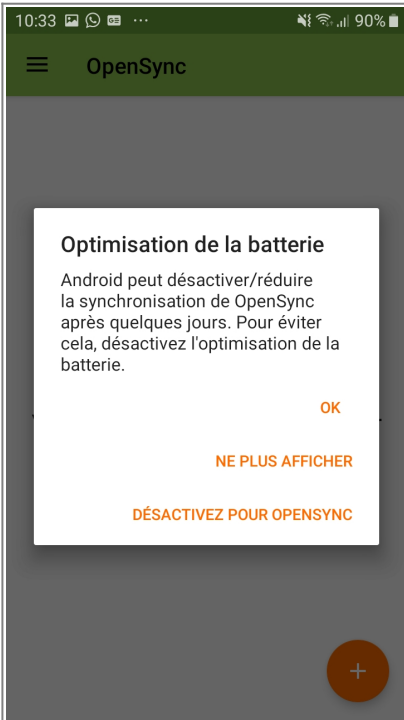 10:33 90%
OpenSync
Optimisation de la batterie
Android peut désactiver/réduire
la synchronisation de OpenSync
après quelques jours. Pour éviter
cela, désactivez l'optimisation de la
batterie.
OK
NE PLUS AFFICHER
DÉSACTIVEZ POUR OPENSYNC